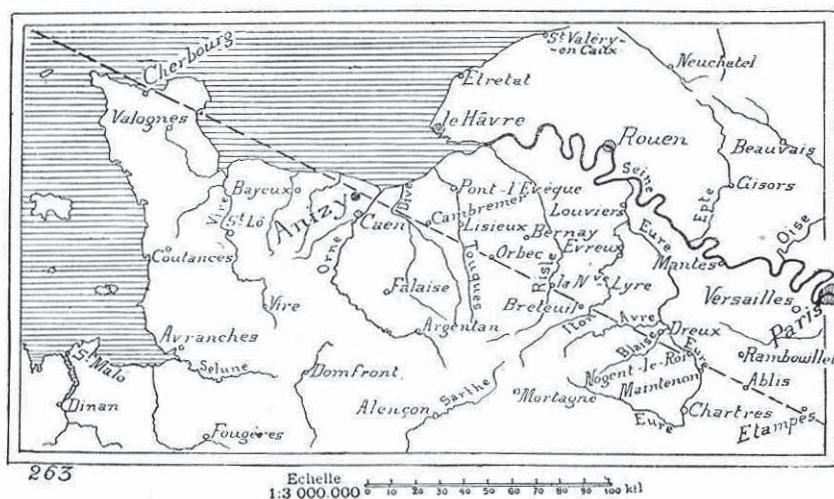 St Valéry-
en Caux
Neuchatel
Cherbourg
Etretat
Valognes
le Hâvre
Rouen
Beauvais
Seine
Bayeux
Pont-l'Evêque
Gisors
Dive
Epte
Anizy
Cambremer
Louviers
Vire
St Lô
Caen
Lisieux
Bernay
Eure
Oise
Orne
Orbec
Evreux
Coutances
Touques
Risle
Mantes
la Nve Lyre
Falaise
Versailles
Paris
Vire
Breteuil
Iton
Avre
Argentan
Avranches
Dreux
Blaise
Eure
Rambouillet
St Malo
Selune
Domfront
Nogent-le-Roi
Maintenon
Ablis
Sarthe
Mortagne
Dinan
Alençon
Chartres
Etampes
Eure
Fougères
263
Echelle
1:3 000.000 0 10 20 30 40 50 60 70 80 90 100 kil